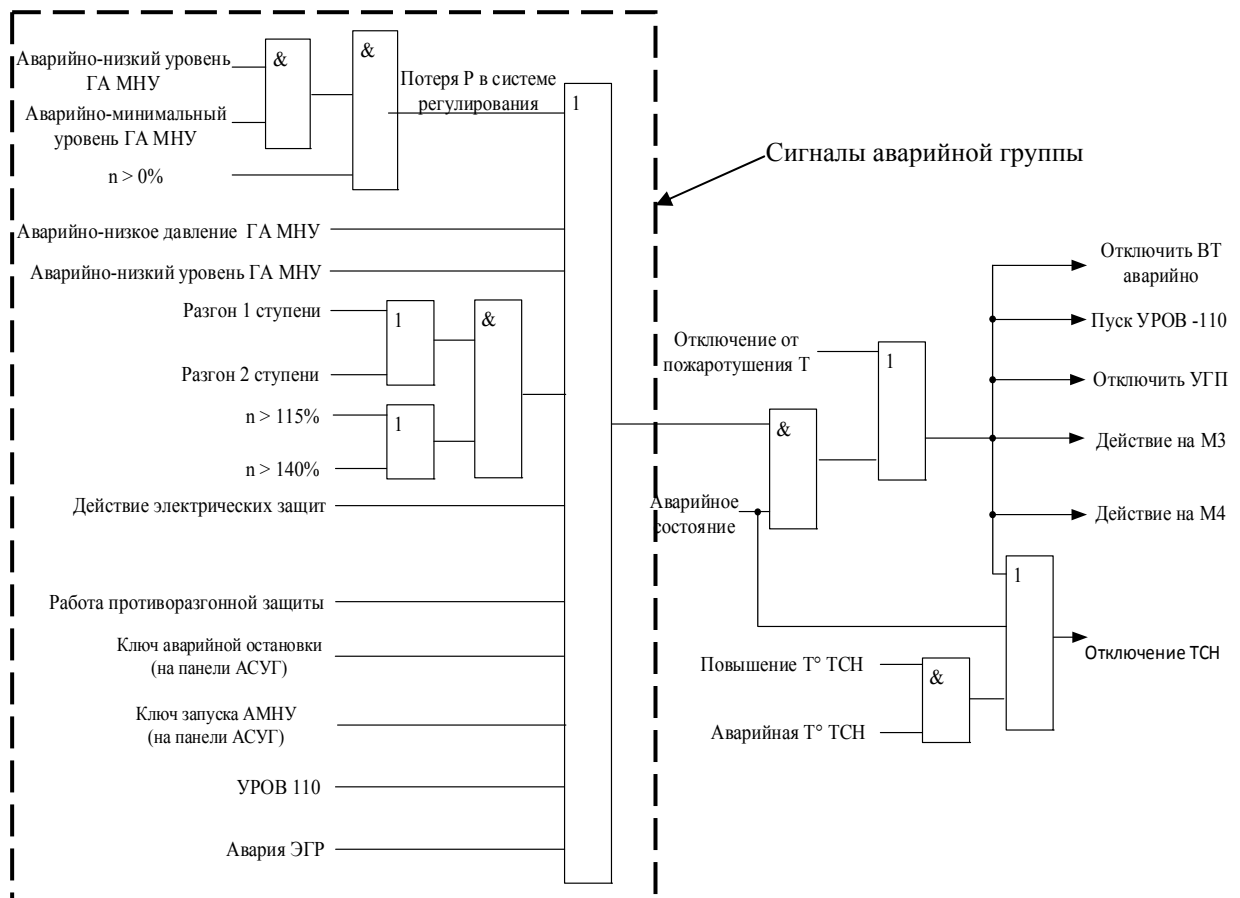 Аварийно-низкий уровень
ГА МНУ
&
&
Потеря Р в системе
регулирования
1
Аварийно-минимальный
уровень ГА МНУ
n > 0%
Сигналы аварийной группы
Аварийно-низкое давление ГА МНУ
Аварийно-низкий уровень ГА МНУ
Разгон 1 ступени
1
&
Разгон 2 ступени
n > 115%
1
n > 140%
Действие электрических защит
Работа противоразгонной защиты
Ключ аварийной остановки
(на панели АСУГ)
Ключ запуска АМНУ
(на панели АСУГ)
УРОВ 110
Авария ЭГР
Отключение от
пожаротушения Т
1
&
Аварийное
состояние
Отключить ВТ
аварийно
Пуск УРОВ -110
Отключить УГП
Действие на М3
Действие на М4
1
Отключение ТСН
Повышение Т° ТСН
&
Аварийная Т° ТСН